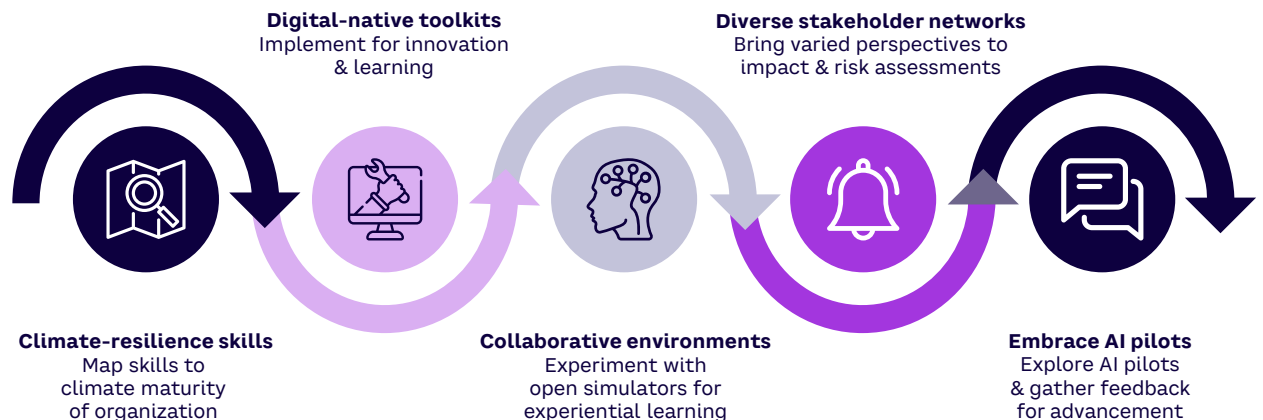 Digital-native toolkits
Implement for innovation
& learning
Diverse stakeholder networks
Bring varied perspectives to
impact & risk assessments
Climate-resilience skills
Map skills to
climate maturity
of organization
Collaborative environments
Experiment with
open simulators for
experiential learning
Embrace AI pilots
Explore AI pilots
& gather feedback
for advancement